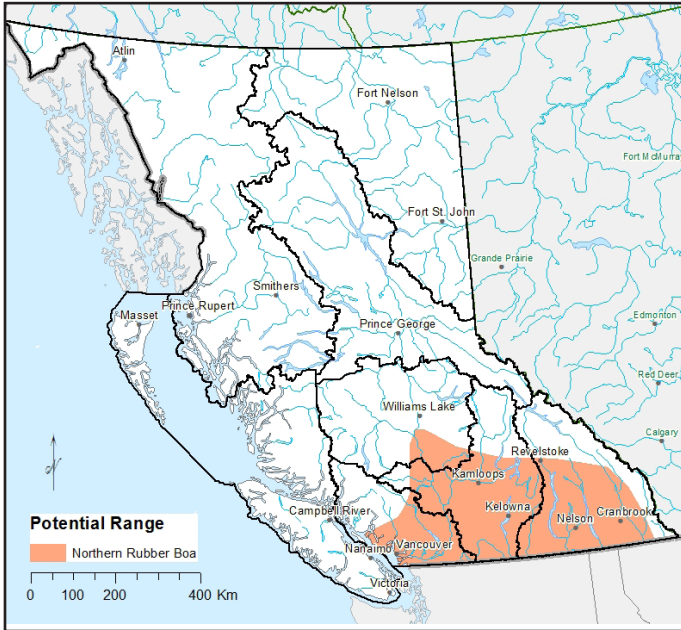 Atlin
Fort Nelson
Fort McMurray
Fort St. John
Grande Prairie
Smithers
Prince Rupert
Masset
Prince George
Edmonton
Red Deer
Williams Lake
Calgary
Revelstoke
Kamloops
Campbell River
Kelowna
Nelson
Cranbrook
Nanaimo
Vancouver
Victoria
N
Potential Range
Northern Rubber Boa
0 100 200 400 Km